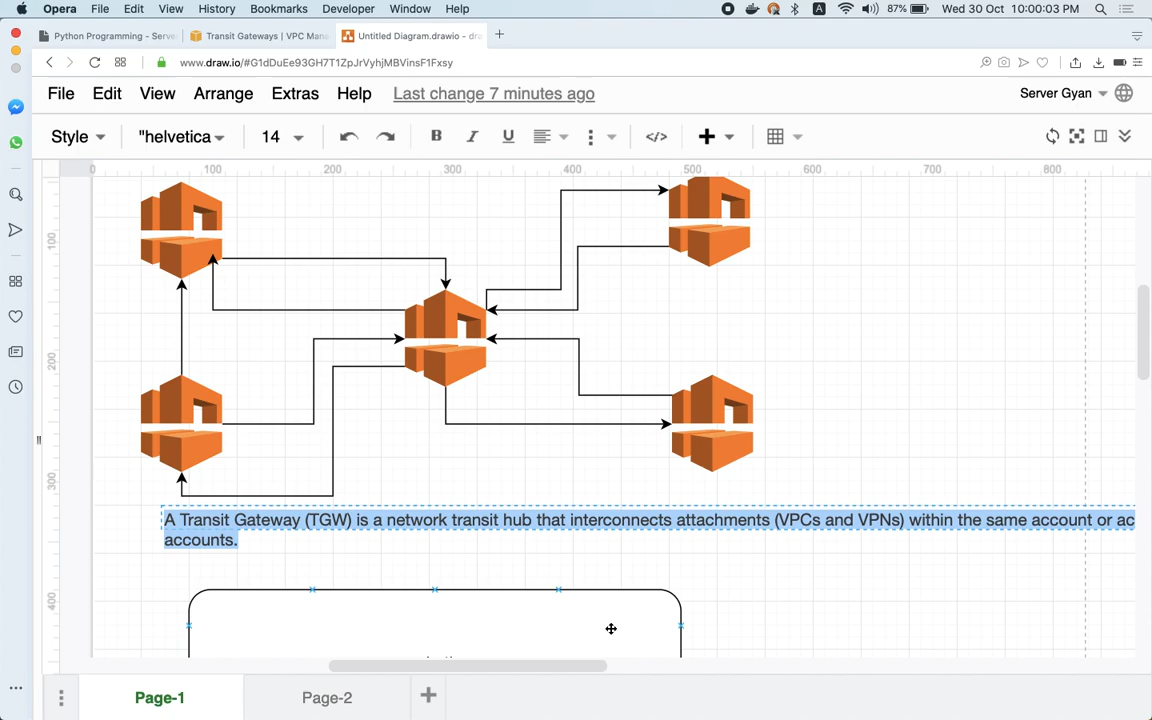 Opera File Edit View History Bookmarks Developer Window Help A 87% Wed 30 Oct 10:00:03 PM
Python Programming - Serve Transit Gateways | VPC Man Untitled Diagram.drawio - dra
www.draw.io/#G1dDuEe93GH7T1ZpJrVyhjMBVinsF1Fxsy
File Edit View Arrange Extras Help Last change 7 minutes ago Server Gyan
Style "helvetica 14 B I U
0 100 200 300 400 500 600 700 800
100
200
300
400
A Transit Gateway (TGW) is a network transit hub that interconnects attachments (VPCs and VPNs) within the same account or ac
accounts.
Page-1 Page-2